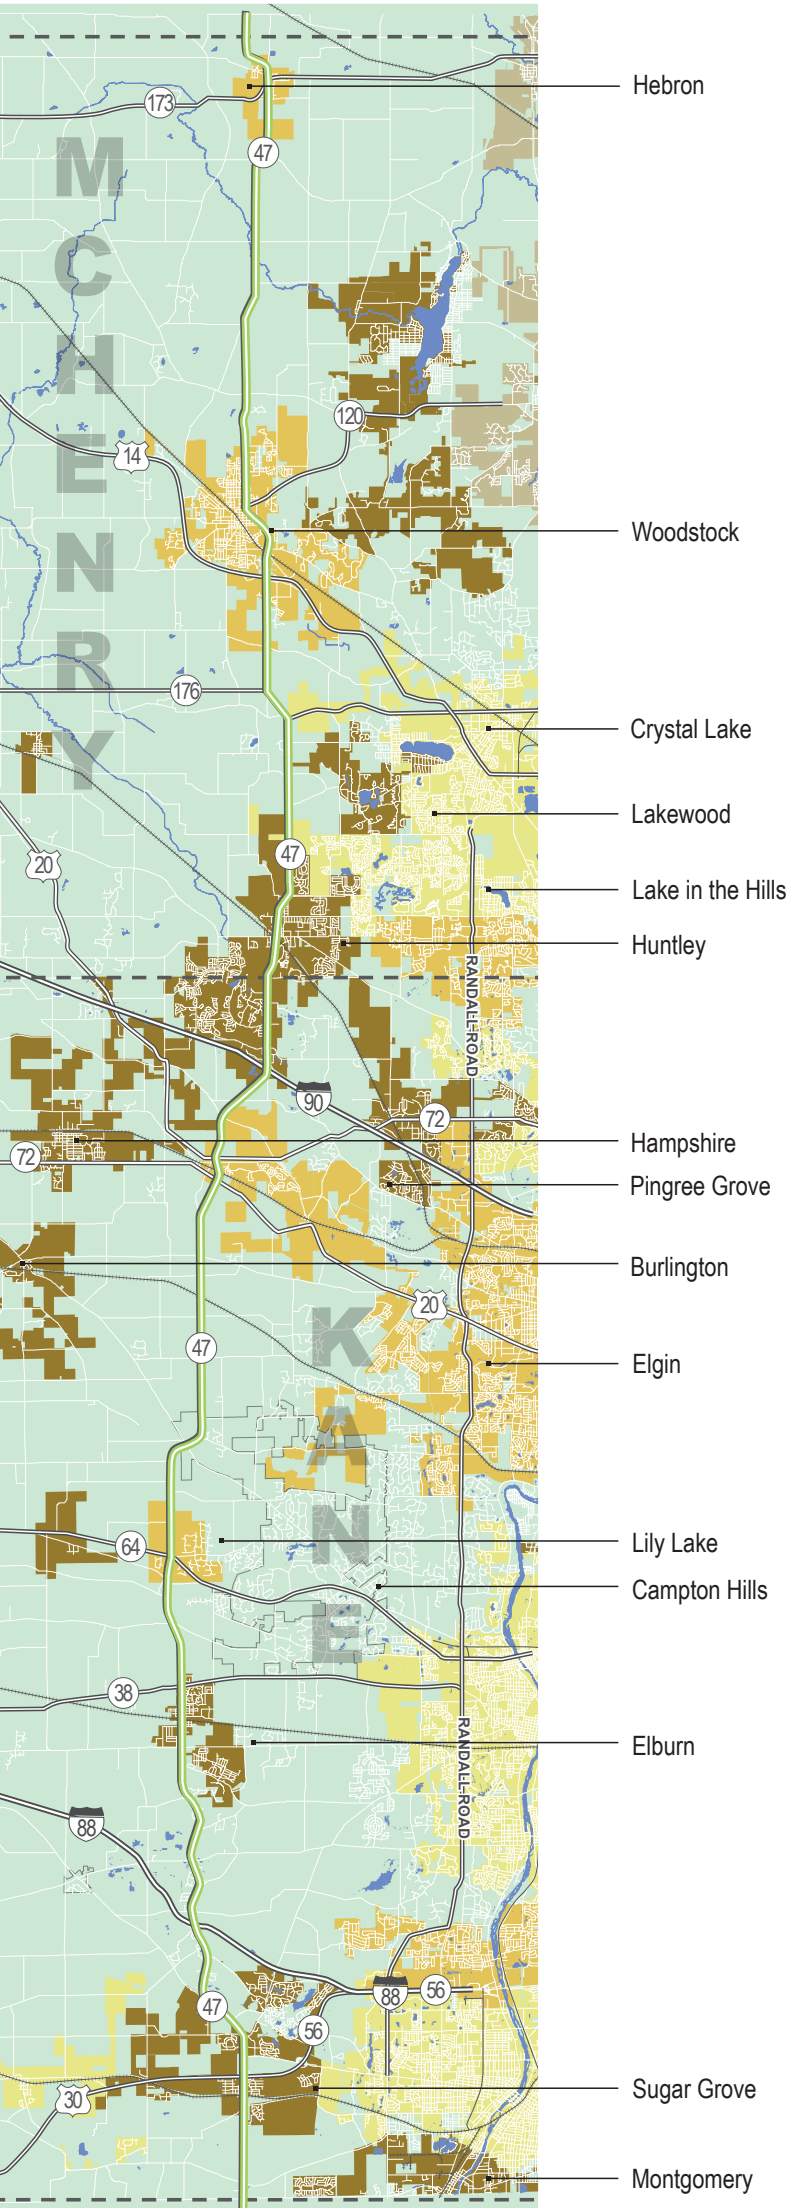 Hebron
173
47
MCHENRY
120
14
Woodstock
176
Crystal Lake
Lakewood
47
20
Lake in the Hills
Huntley
RANDALL ROAD
90
72
Hampshire
72
Pingree Grove
Burlington
20
KANE
47
Elgin
64
Lily Lake
Campton Hills
38
RANDALL ROAD
Elburn
88
88
56
47
56
Sugar Grove
30
Montgomery